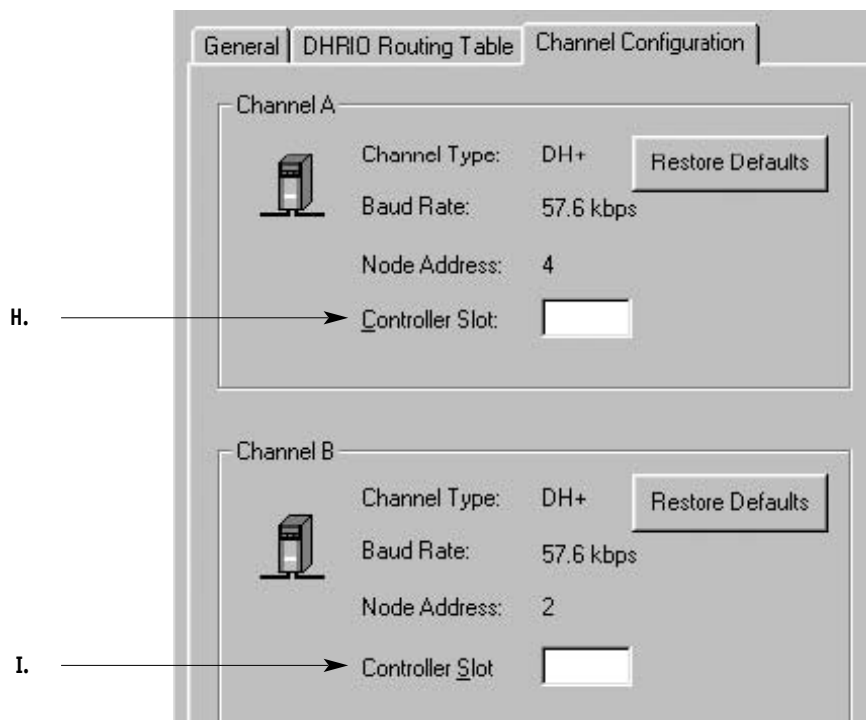 General DHRIO Routing Table Channel Configuration
Channel A
Channel Type: DH+ Restore Defaults
Baud Rate: 57.6 kbps
Node Address: 4
H. Controller Slot:
Channel B
Channel Type: DH+ Restore Defaults
Baud Rate: 57.6 kbps
Node Address: 2
I. Controller Slot